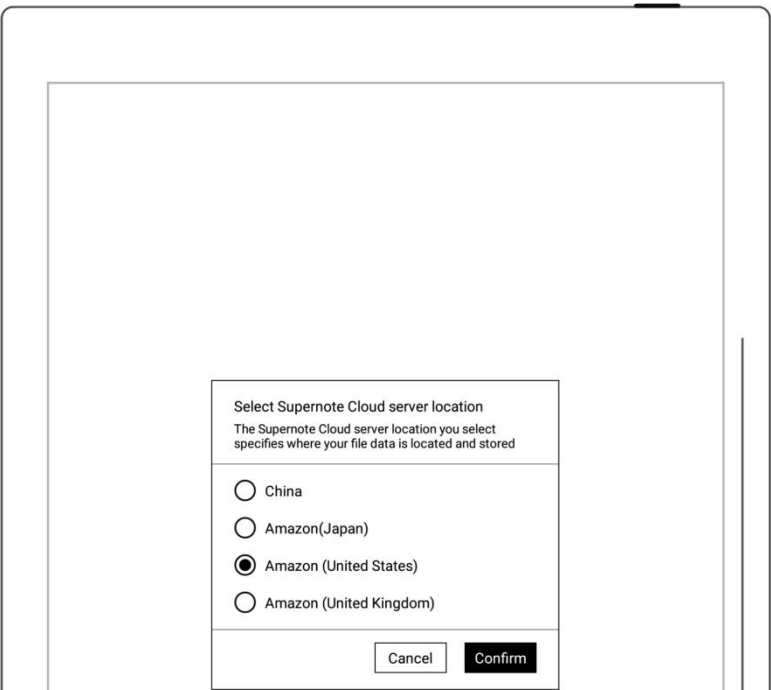 Select Supernote Cloud server location
The Supernote Cloud server location you select
specifies where your file data is located and stored
China
Amazon(Japan)
Amazon (United States)
Amazon (United Kingdom)
Cancel Confirm